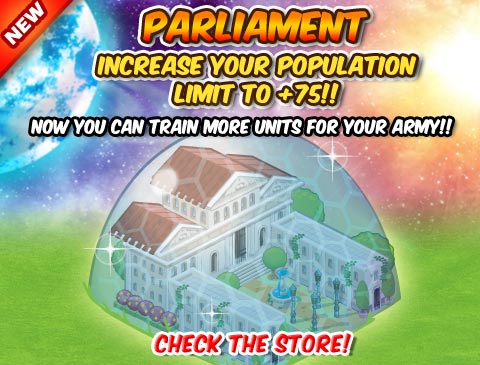 NEW
PARLIAMENT
INCREASE YOUR POPULATION
LIMIT TO +75!!
NOW YOU CAN TRAIN MORE UNITS FOR YOUR ARMY!!
CHECK THE STORE!